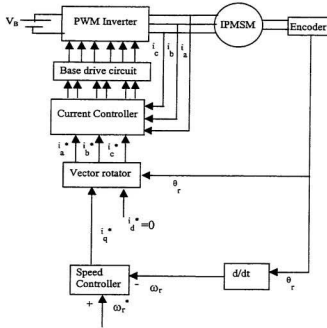 V_B
PWM Inverter
IPMSM
Encoder
i_c i_b i_a
Base drive circuit
Current Controller
i_a* i_b* i_c*
Vector rotator
θ_r
i_q*
i_d*=0
Speed Controller
d/dt
θ_r
- ω_r
+ ω_r*